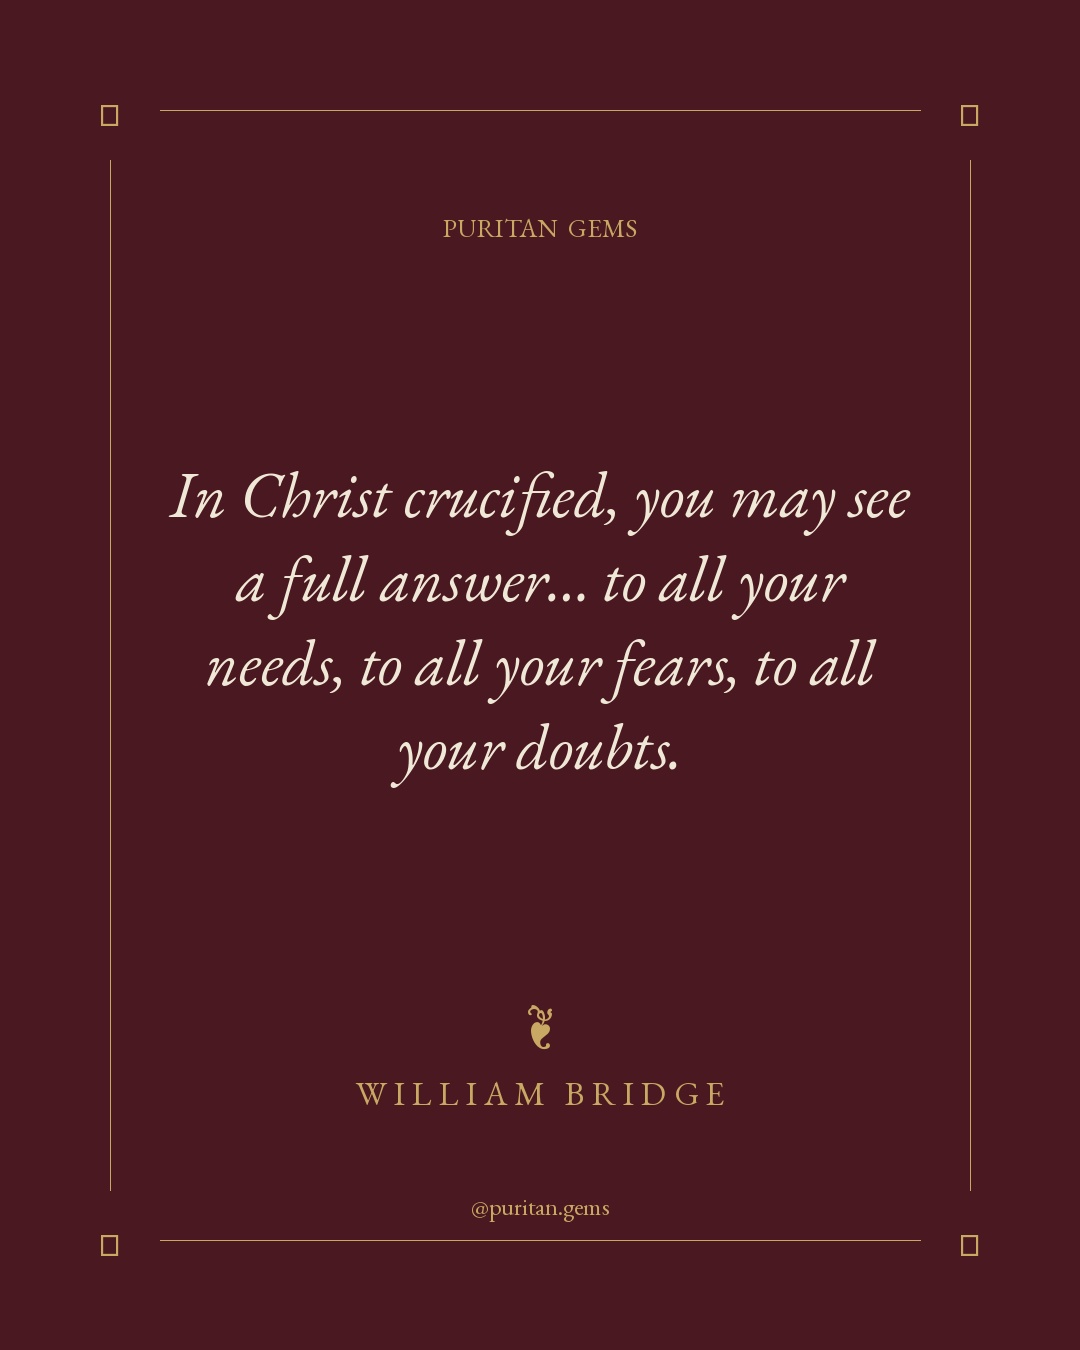 PURITAN GEMS
In Christ crucified, you may see
a full answer... to all your
needs, to all your fears, to all
your doubts.
❦
WILLIAM BRIDGE
@puritan.gems